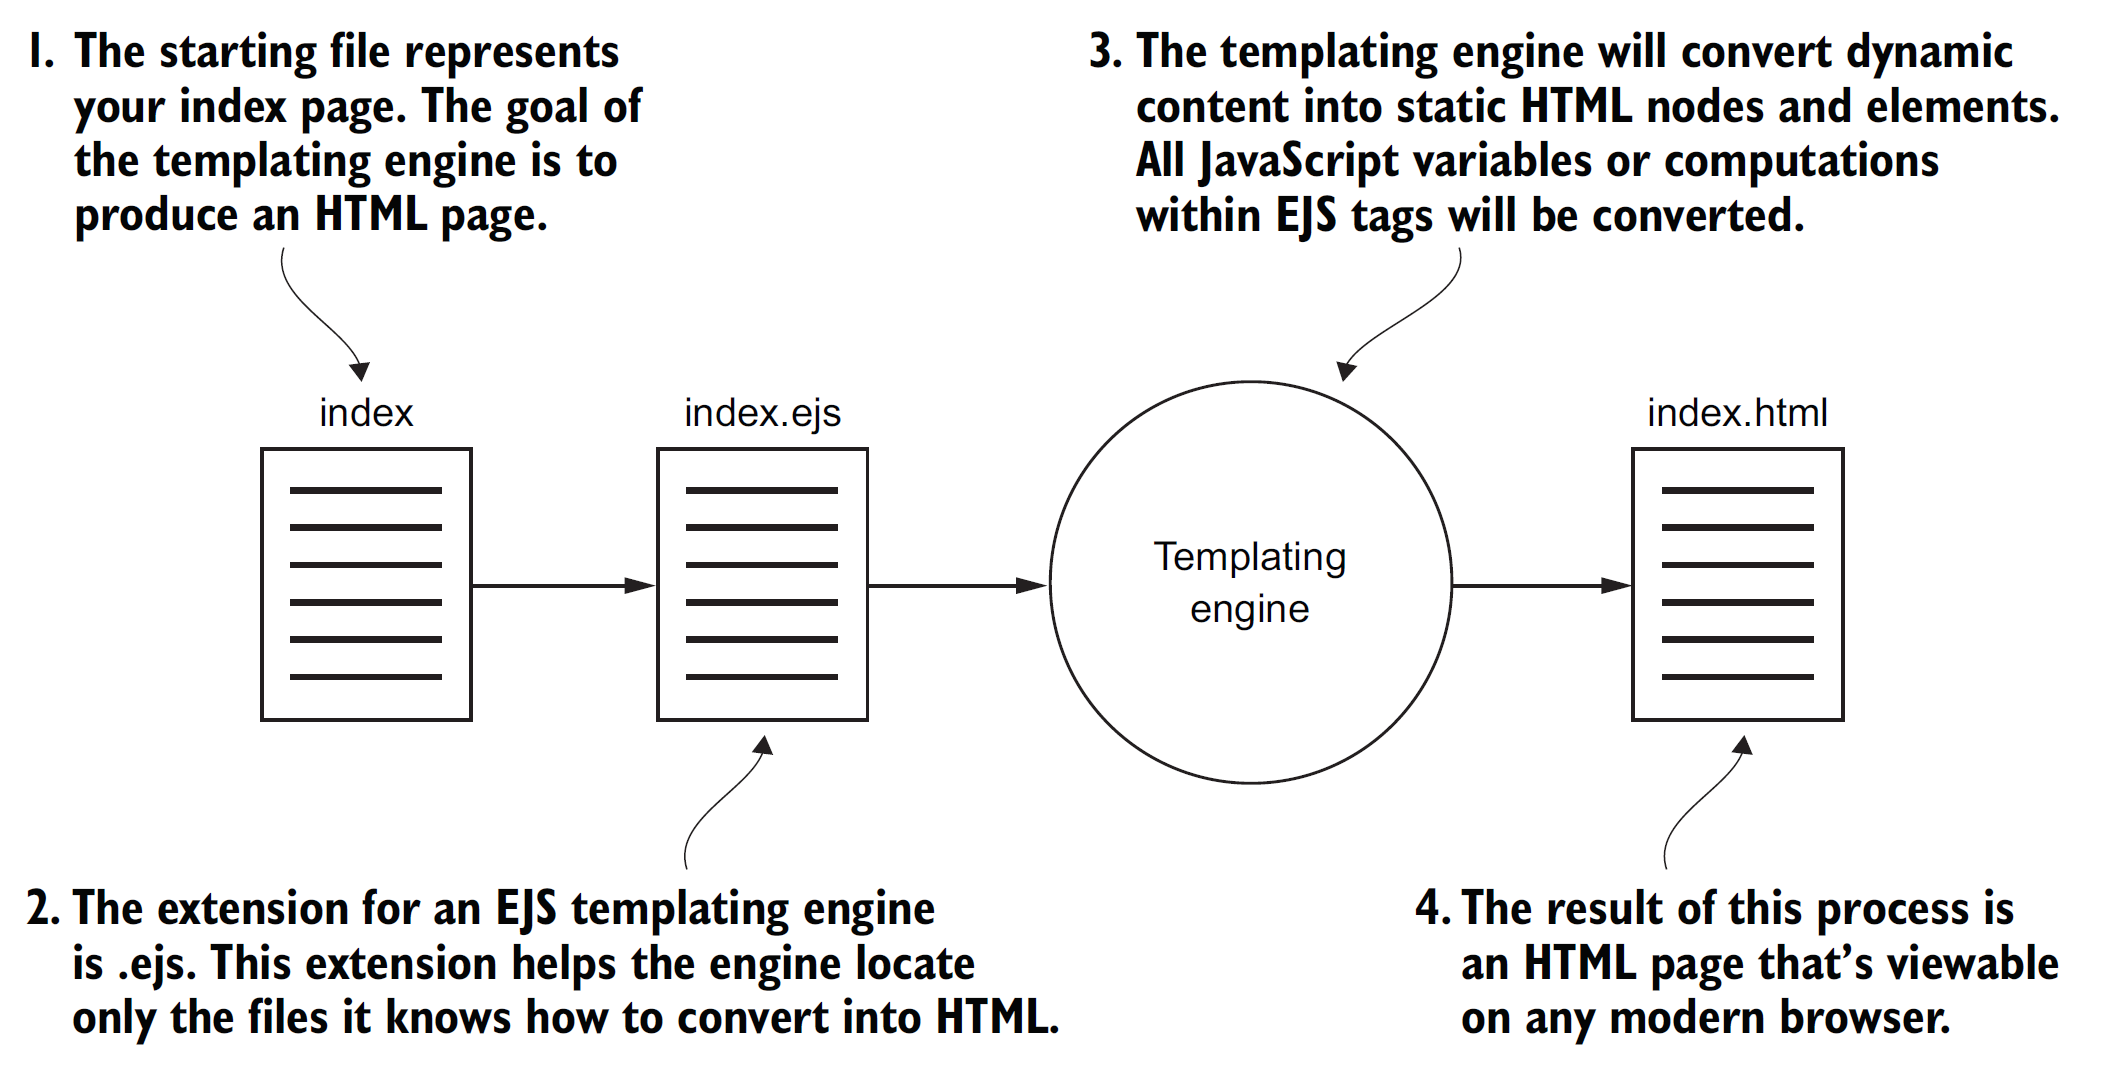 1. The starting file represents
your index page. The goal of
the templating engine is to
produce an HTML page.
3. The templating engine will convert dynamic
content into static HTML nodes and elements.
All JavaScript variables or computations
within EJS tags will be converted.
index
index.ejs
index.html
Templating
engine
2. The extension for an EJS templating engine
is .ejs. This extension helps the engine locate
only the files it knows how to convert into HTML.
4. The result of this process is
an HTML page that’s viewable
on any modern browser.